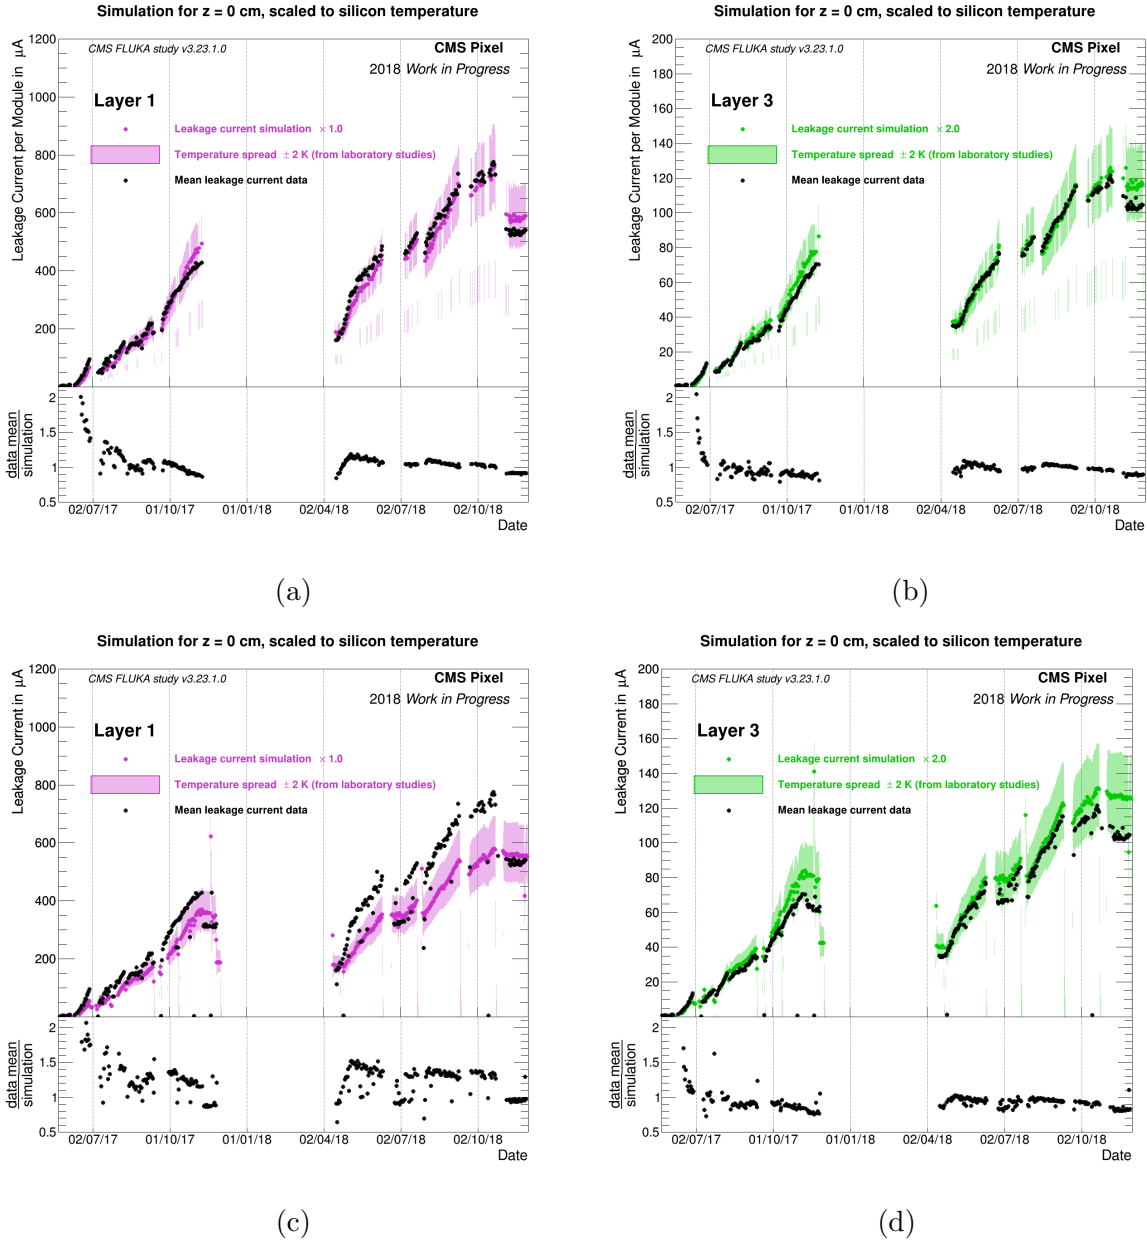 Simulation for z = 0 cm, scaled to silicon temperature
Leakage Current per Module in μA
1200
1000
800
600
400
200
CMS FLUKA study v3.23.1.0
CMS Pixel
2018 Work in Progress
Layer 1
Leakage current simulation × 1.0
Temperature spread ± 2 K (from laboratory studies)
Mean leakage current data
data mean
simulation
2
1.5
1
0.5
02/07/17 01/10/17 01/01/18 02/04/18 02/07/18 02/10/18
Date
(a)
Simulation for z = 0 cm, scaled to silicon temperature
Leakage Current per Module in μA
200
180
160
140
120
100
80
60
40
20
CMS FLUKA study v3.23.1.0
CMS Pixel
2018 Work in Progress
Layer 3
Leakage current simulation × 2.0
Temperature spread ± 2 K (from laboratory studies)
Mean leakage current data
data mean
simulation
2
1.5
1
0.5
02/07/17 01/10/17 01/01/18 02/04/18 02/07/18 02/10/18
Date
(b)
Simulation for z = 0 cm, scaled to silicon temperature
Leakage Current in μA
1200
1000
800
600
400
200
CMS FLUKA study v3.23.1.0
CMS Pixel
2018 Work in Progress
Layer 1
Leakage current simulation × 1.0
Temperature spread ± 2 K (from laboratory studies)
Mean leakage current data
data mean
simulation
2
1.5
1
0.5
02/07/17 01/10/17 01/01/18 02/04/18 02/07/18 02/10/18
Date
(c)
Simulation for z = 0 cm, scaled to silicon temperature
Leakage Current in μA
200
180
160
140
120
100
80
60
40
20
CMS FLUKA study v3.23.1.0
CMS Pixel
2018 Work in Progress
Layer 3
Leakage current simulation × 2.0
Temperature spread ± 2 K (from laboratory studies)
Mean leakage current data
data mean
simulation
2
1.5
1
0.5
02/07/17 01/10/17 01/01/18 02/04/18 02/07/18 02/10/18
Date
(d)